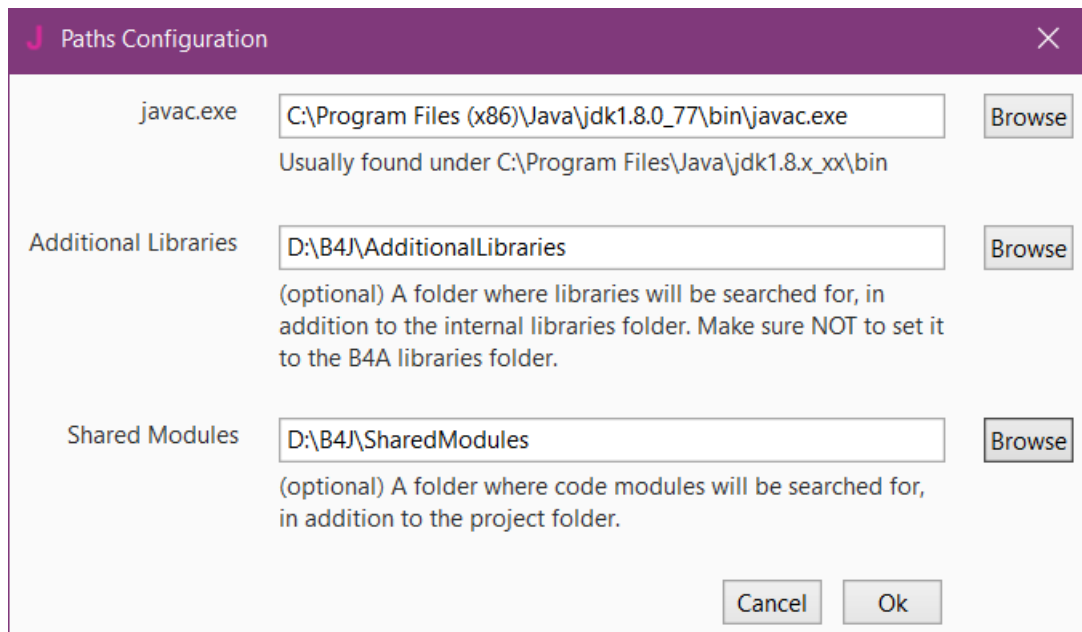 J Paths Configuration
javac.exe C:\Program Files (x86)\Java\jdk1.8.0_77\bin\javac.exe Browse
Usually found under C:\Program Files\Java\jdk1.8.x_xx\bin
Additional Libraries D:\B4J\AdditionalLibraries Browse
(optional) A folder where libraries will be searched for, in
addition to the internal libraries folder. Make sure NOT to set it
to the B4A libraries folder.
Shared Modules D:\B4J\SharedModules Browse
(optional) A folder where code modules will be searched for,
in addition to the project folder.
Cancel Ok